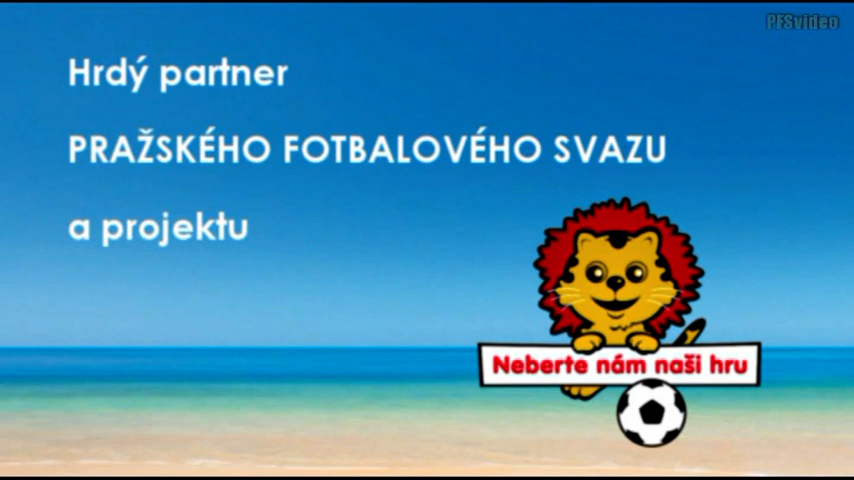 PFSvideo
Hrdý partner
PRAŽSKÉHO FOTBALOVÉHO SVAZU
a projektu
Neberte nám naši hru